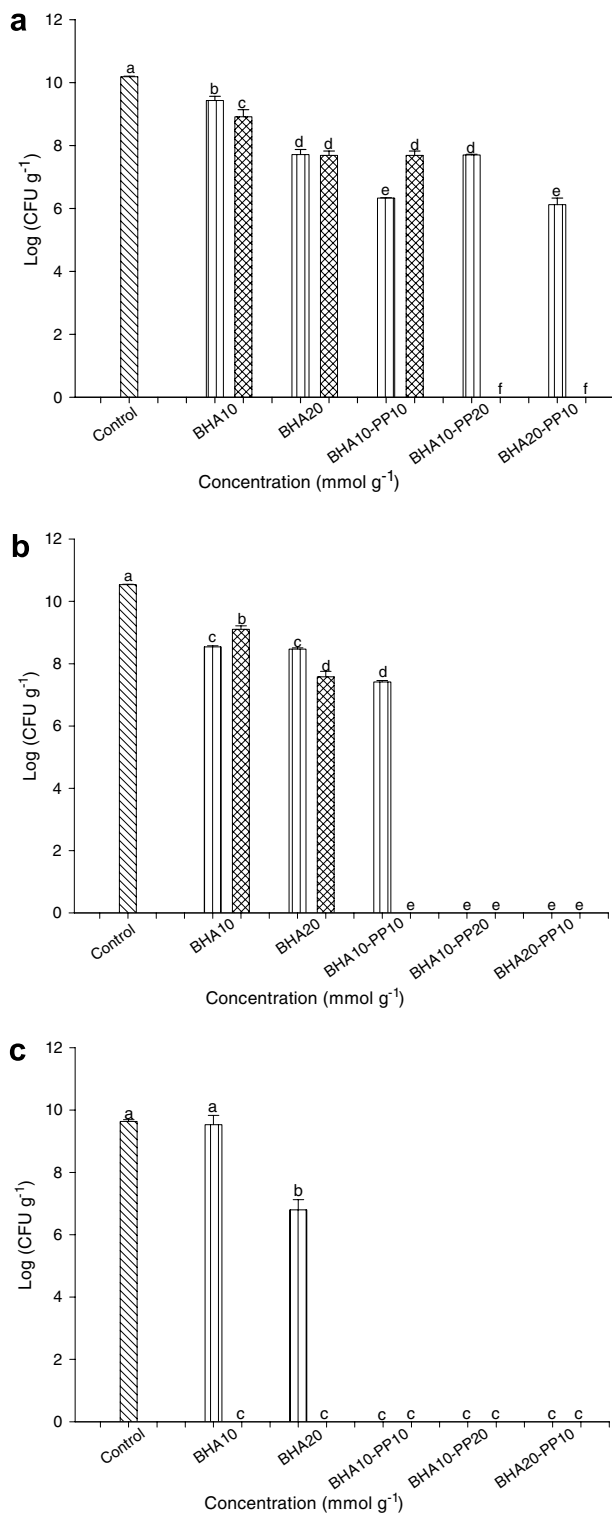 a
12
10
8
6
4
2
0
Log (CFU g-1)
a
b
c
d
d
e
d
d
f
e
f
Control
BHA10
BHA20
BHA10-PP10
BHA10-PP20
BHA20-PP10
Concentration (mmol g-1)
b
12
10
8
6
4
2
0
Log (CFU g-1)
a
c
b
c
d
d
e
e
e
e
e
Control
BHA10
BHA20
BHA10-PP10
BHA10-PP20
BHA20-PP10
Concentration (mmol g-1)
c
12
10
8
6
4
2
0
Log (CFU g-1)
a
a
c
b
c
c
c
c
c
c
c
Control
BHA10
BHA20
BHA10-PP10
BHA10-PP20
BHA20-PP10
Concentration (mmol g-1)